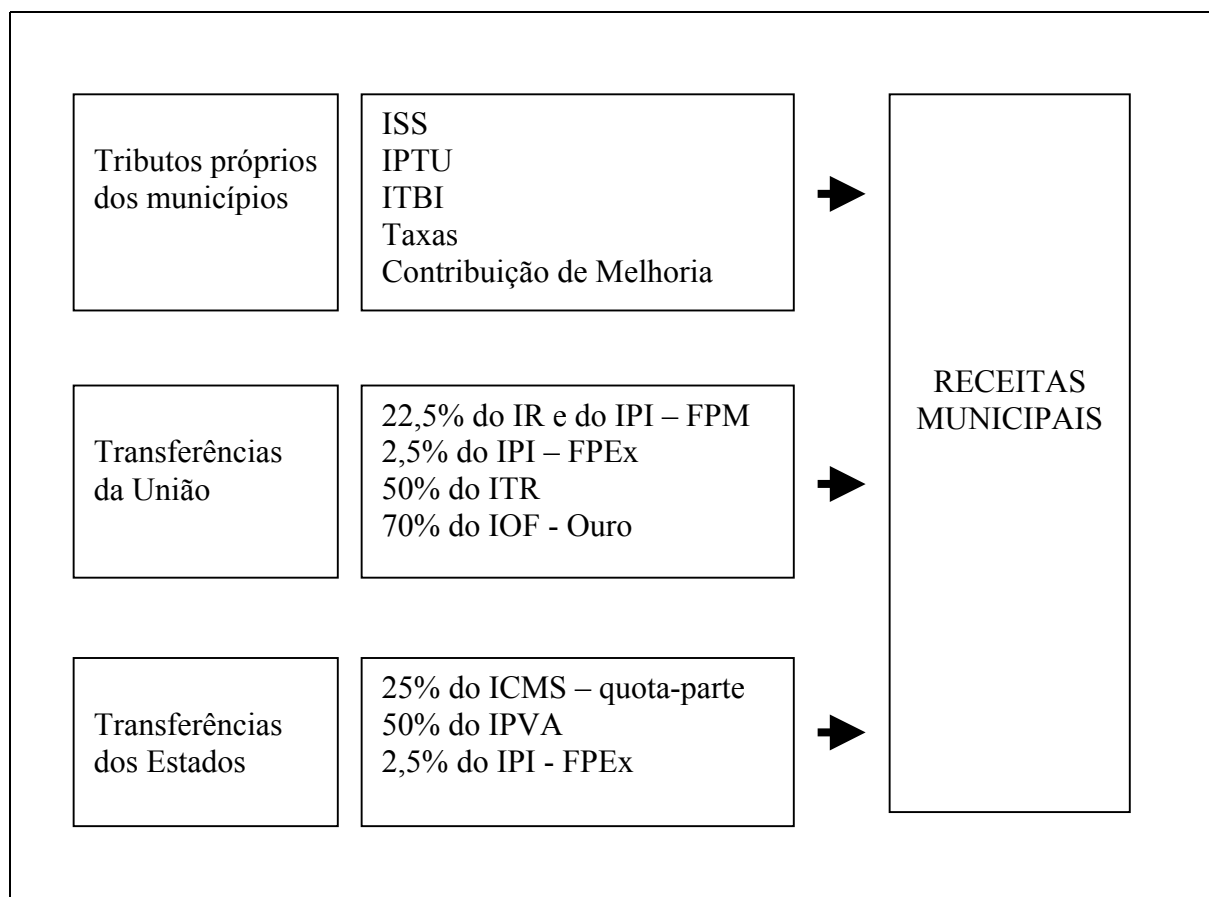 Tributos próprios
dos municípios
ISS
IPTU
ITBI
Taxas
Contribuição de Melhoria
Transferências
da União
22,5% do IR e do IPI – FPM
2,5% do IPI – FPEx
50% do ITR
70% do IOF - Ouro
Transferências
dos Estados
25% do ICMS – quota-parte
50% do IPVA
2,5% do IPI - FPEx
RECEITAS
MUNICIPAIS